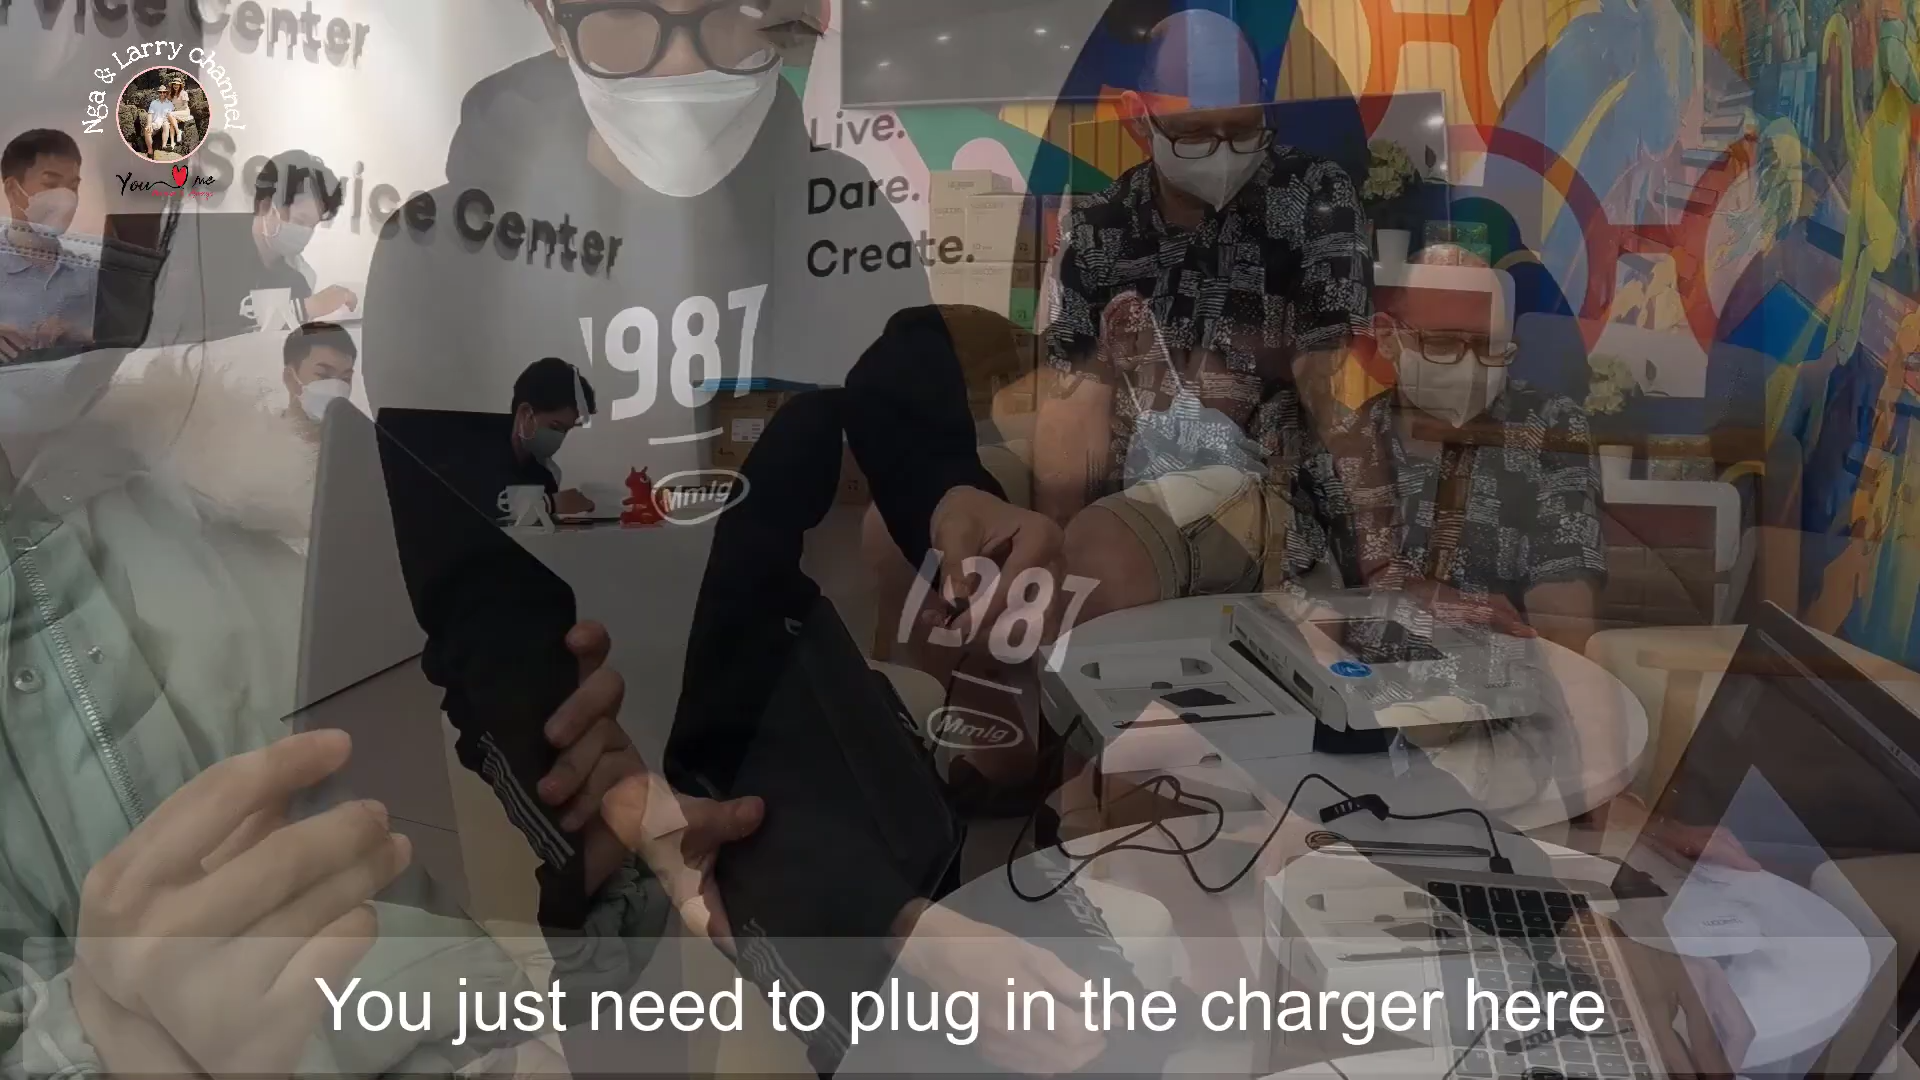 rvice Center
Nga & Larry Channel
You me
Service Center
Live.
Dare.
Create.
1987
Mmlg
1987
Mmlg
You just need to plug in the charger here